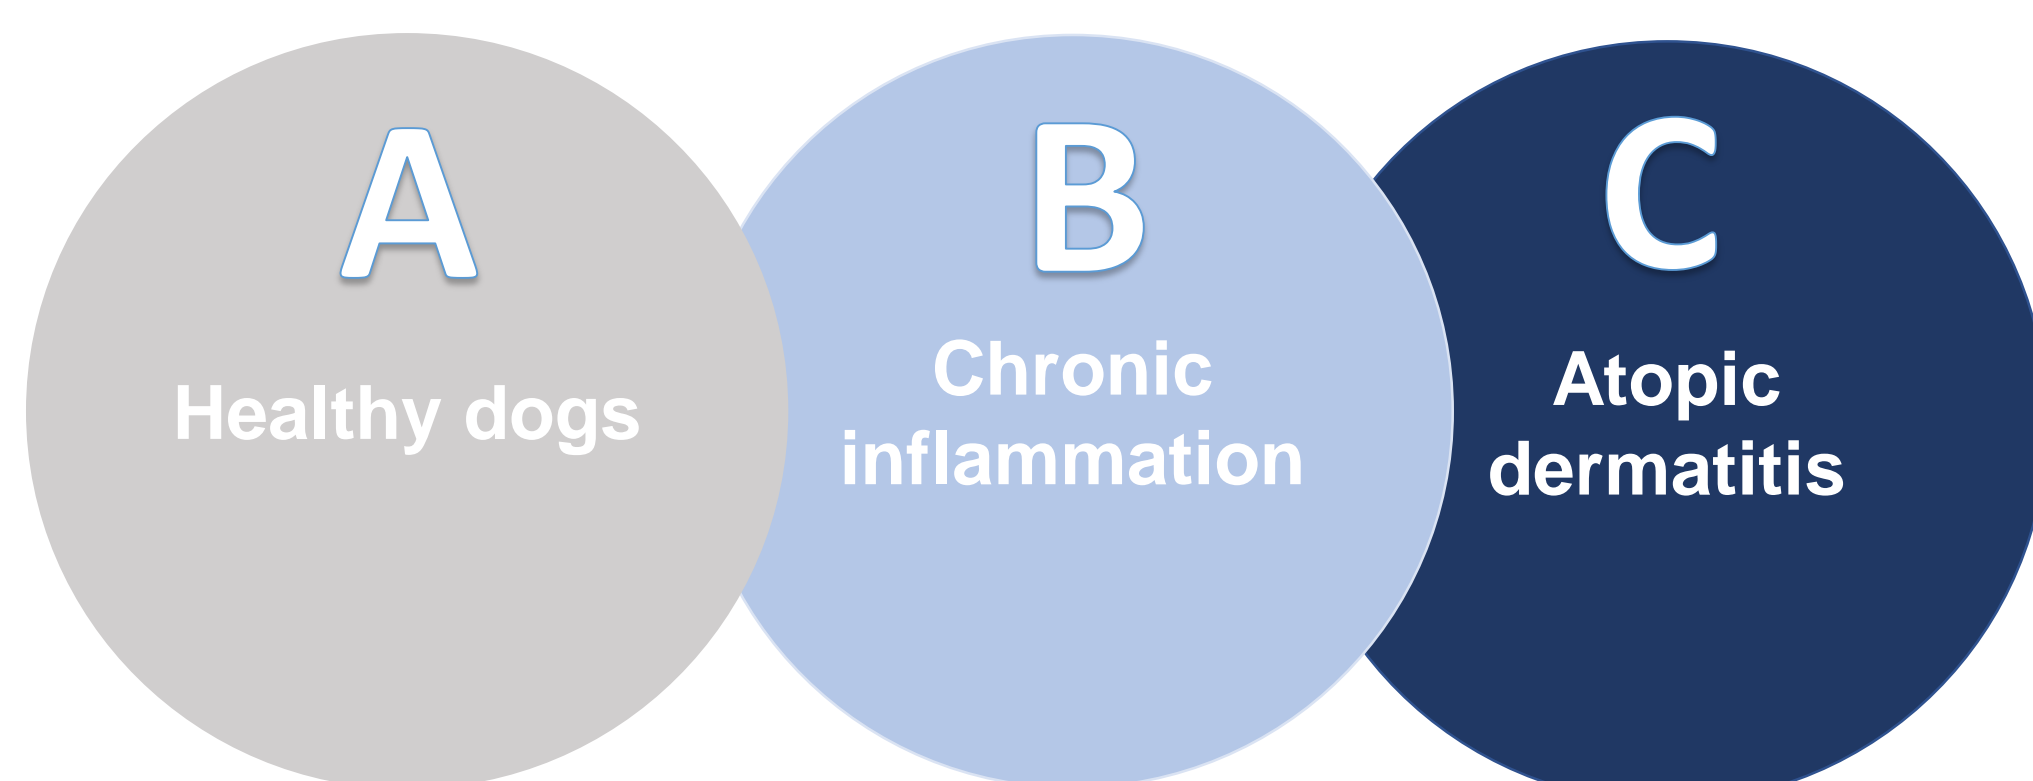 A
Healthy dogs
B
Chronic
inflammation
C
Atopic
dermatitis